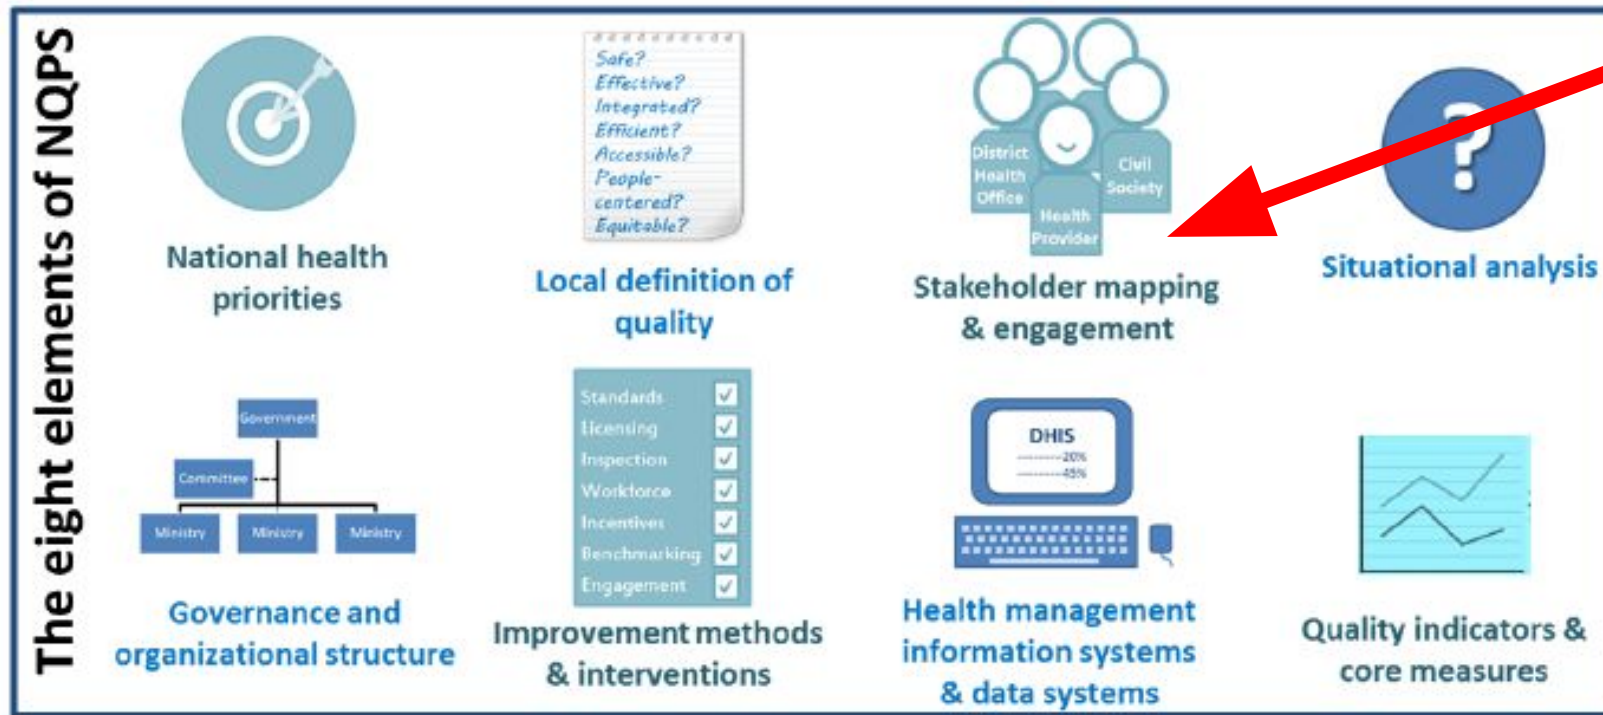 The eight elements of NQPS
National health
priorities
Safe?
Effective?
Integrated?
Efficient?
Accessible?
People-
centered?
Equitable?
Local definition of
quality
District
Health
Office
Civil
Society
Health
Provider
Stakeholder mapping
& engagement
?
Situational analysis
Government
Committee
Ministry
Ministry
Ministry
Governance and
organizational structure
Standards
Licensing
Inspection
Workforce
Incentives
Benchmarking
Engagement
Improvement methods
& interventions
DHIS
----------20%
----------45%
Health management
information systems
& data systems
Quality indicators &
core measures